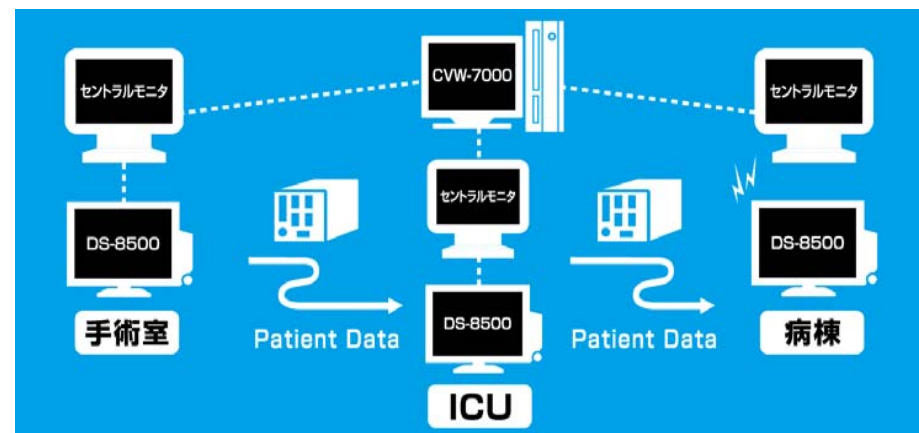 セントラルモニタ
CVW-7000
セントラルモニタ
セントラルモニタ
DS-8500
DS-8500
手術室
Patient Data
DS-8500
Patient Data
病棟
ICU